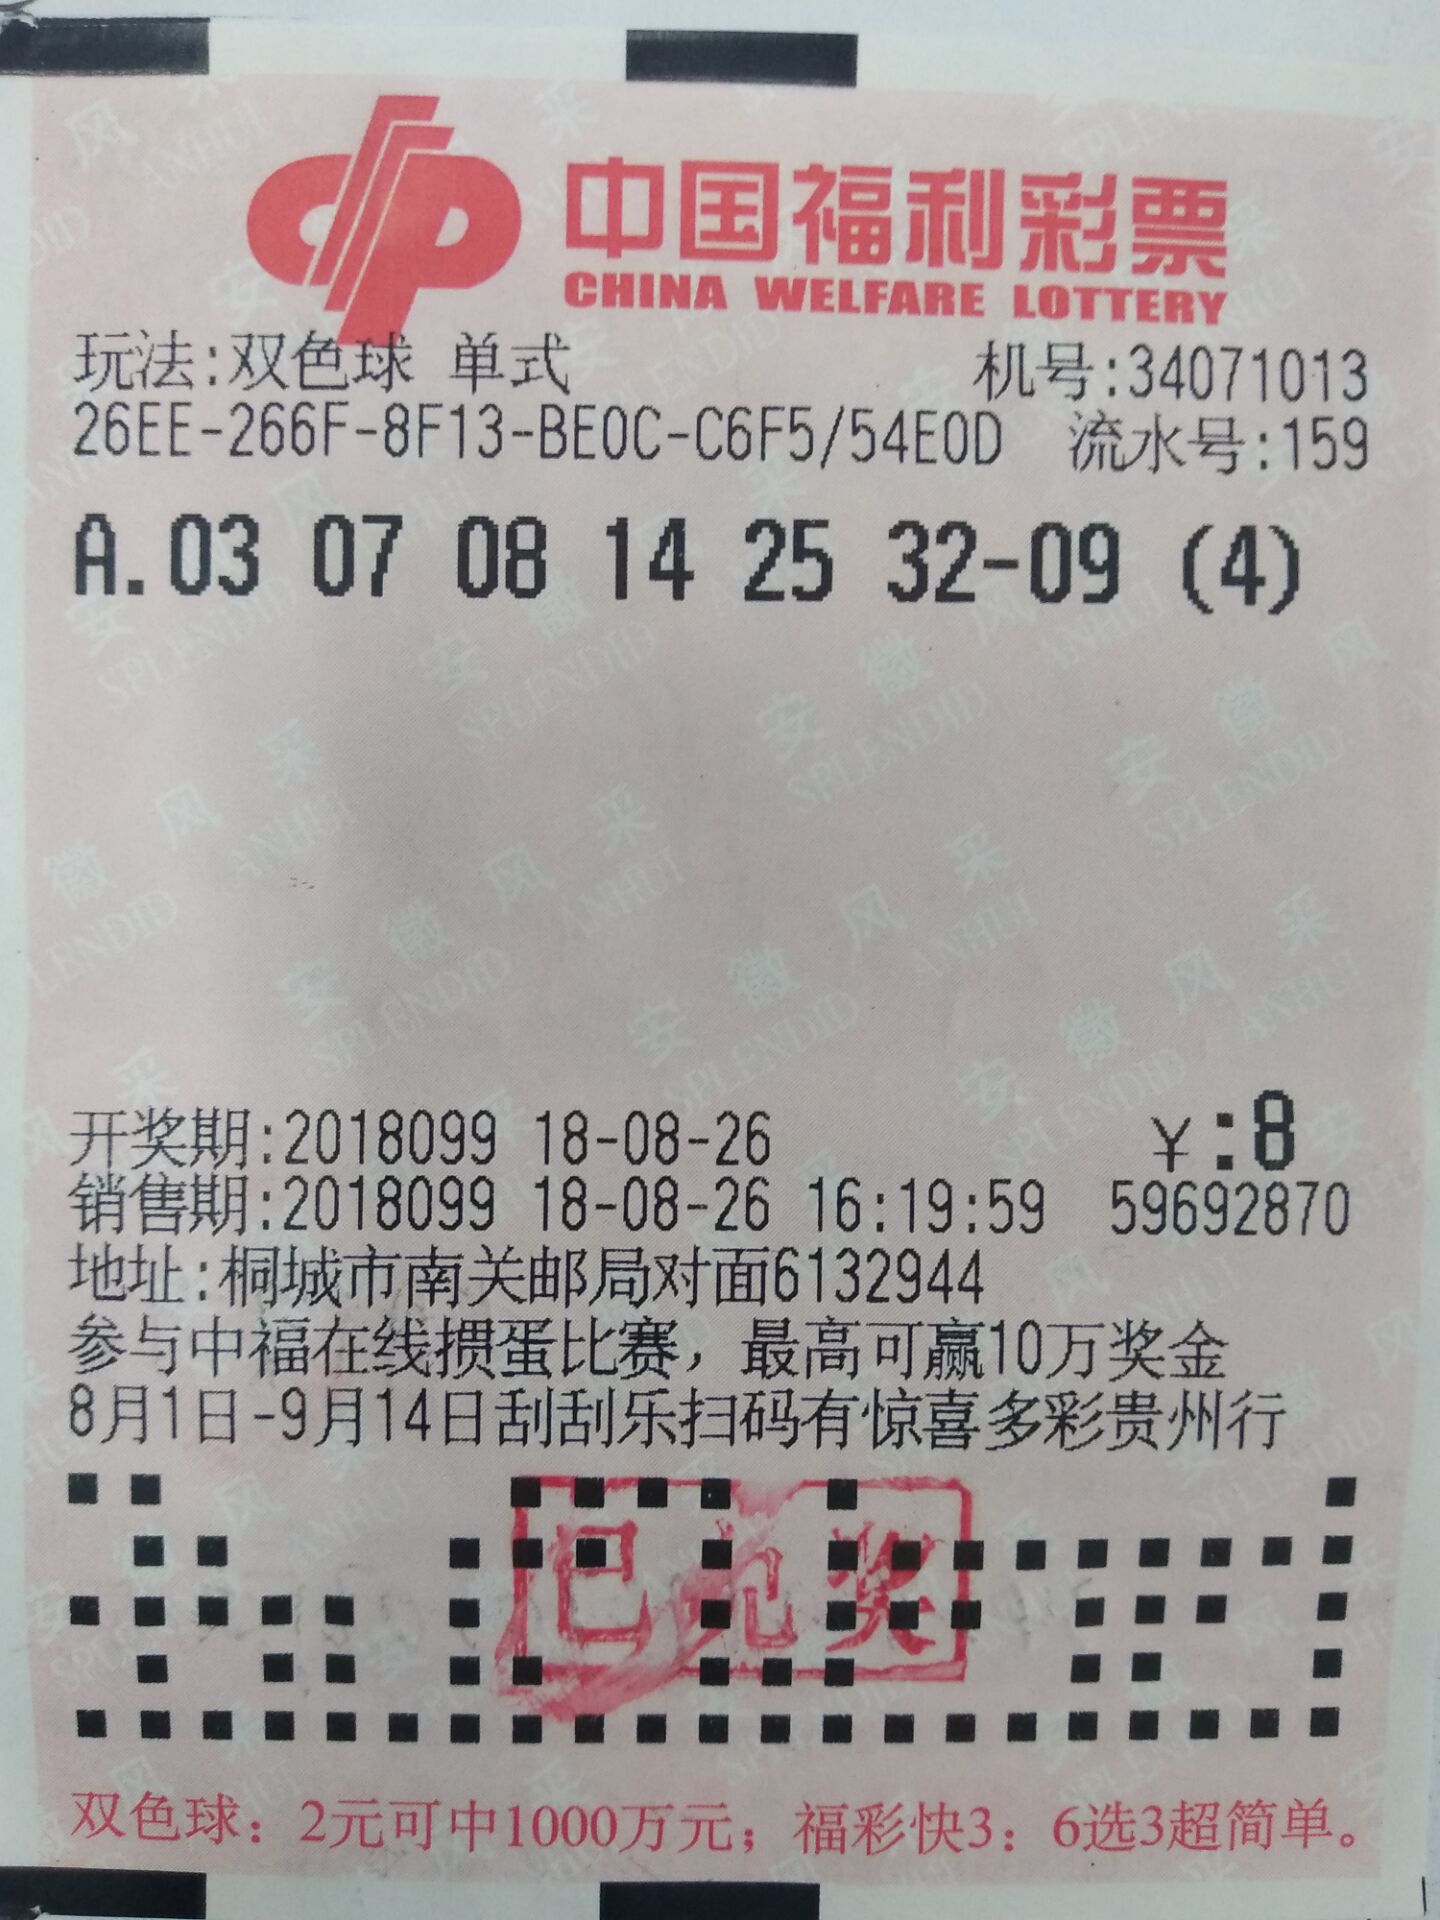 中国福利彩票
CHINA WELFARE LOTTERY
玩法:双色球 单式 机号:34071013
26EE-266F-8F13-BE0C-C6F5/54E0D 流水号:159
A.03 07 08 14 25 32-09 (4)
开奖期:2018099 18-08-26 ¥:8
销售期:2018099 18-08-26 16:19:59 59692870
地址:桐城市南关邮局对面6132944
参与中福在线掼蛋比赛，最高可赢10万奖金
8月1日-9月14日刮刮乐扫码有惊喜多彩贵州行
已兑奖
双色球：2元可中1000万元；福彩快3：6选3超简单。
安徽风采
SPLENDID ANHUI